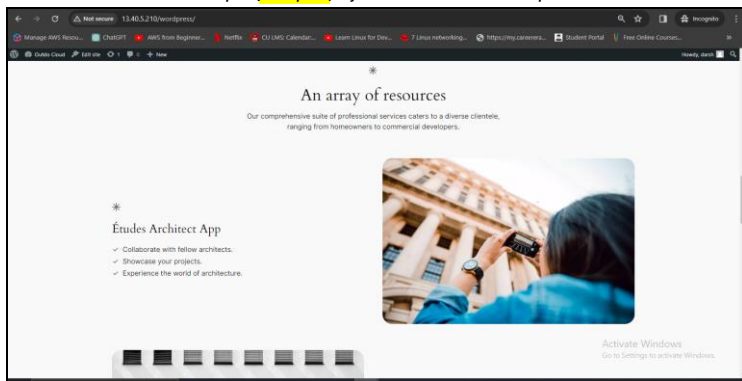 Not secure 13.40.5.210/wordpress/ Incognito
Manage AWS Resou... ChatGPT AWS from Beginner... Netflix CU LMS: Calendar:... Learn Linux for Dev... 7 Linux networking... https://my.careerera... Student Portal Free Online Courses...
Cloud Edit site 1 New Howdy, darsh
An array of resources
Our comprehensive suite of professional services caters to a diverse clientele,
ranging from homeowners to commercial developers.
Études Architect App
Collaborate with fellow architects.
Showcase your projects.
Experience the world of architecture.
Activate Windows
Go to Settings to activate Windows.